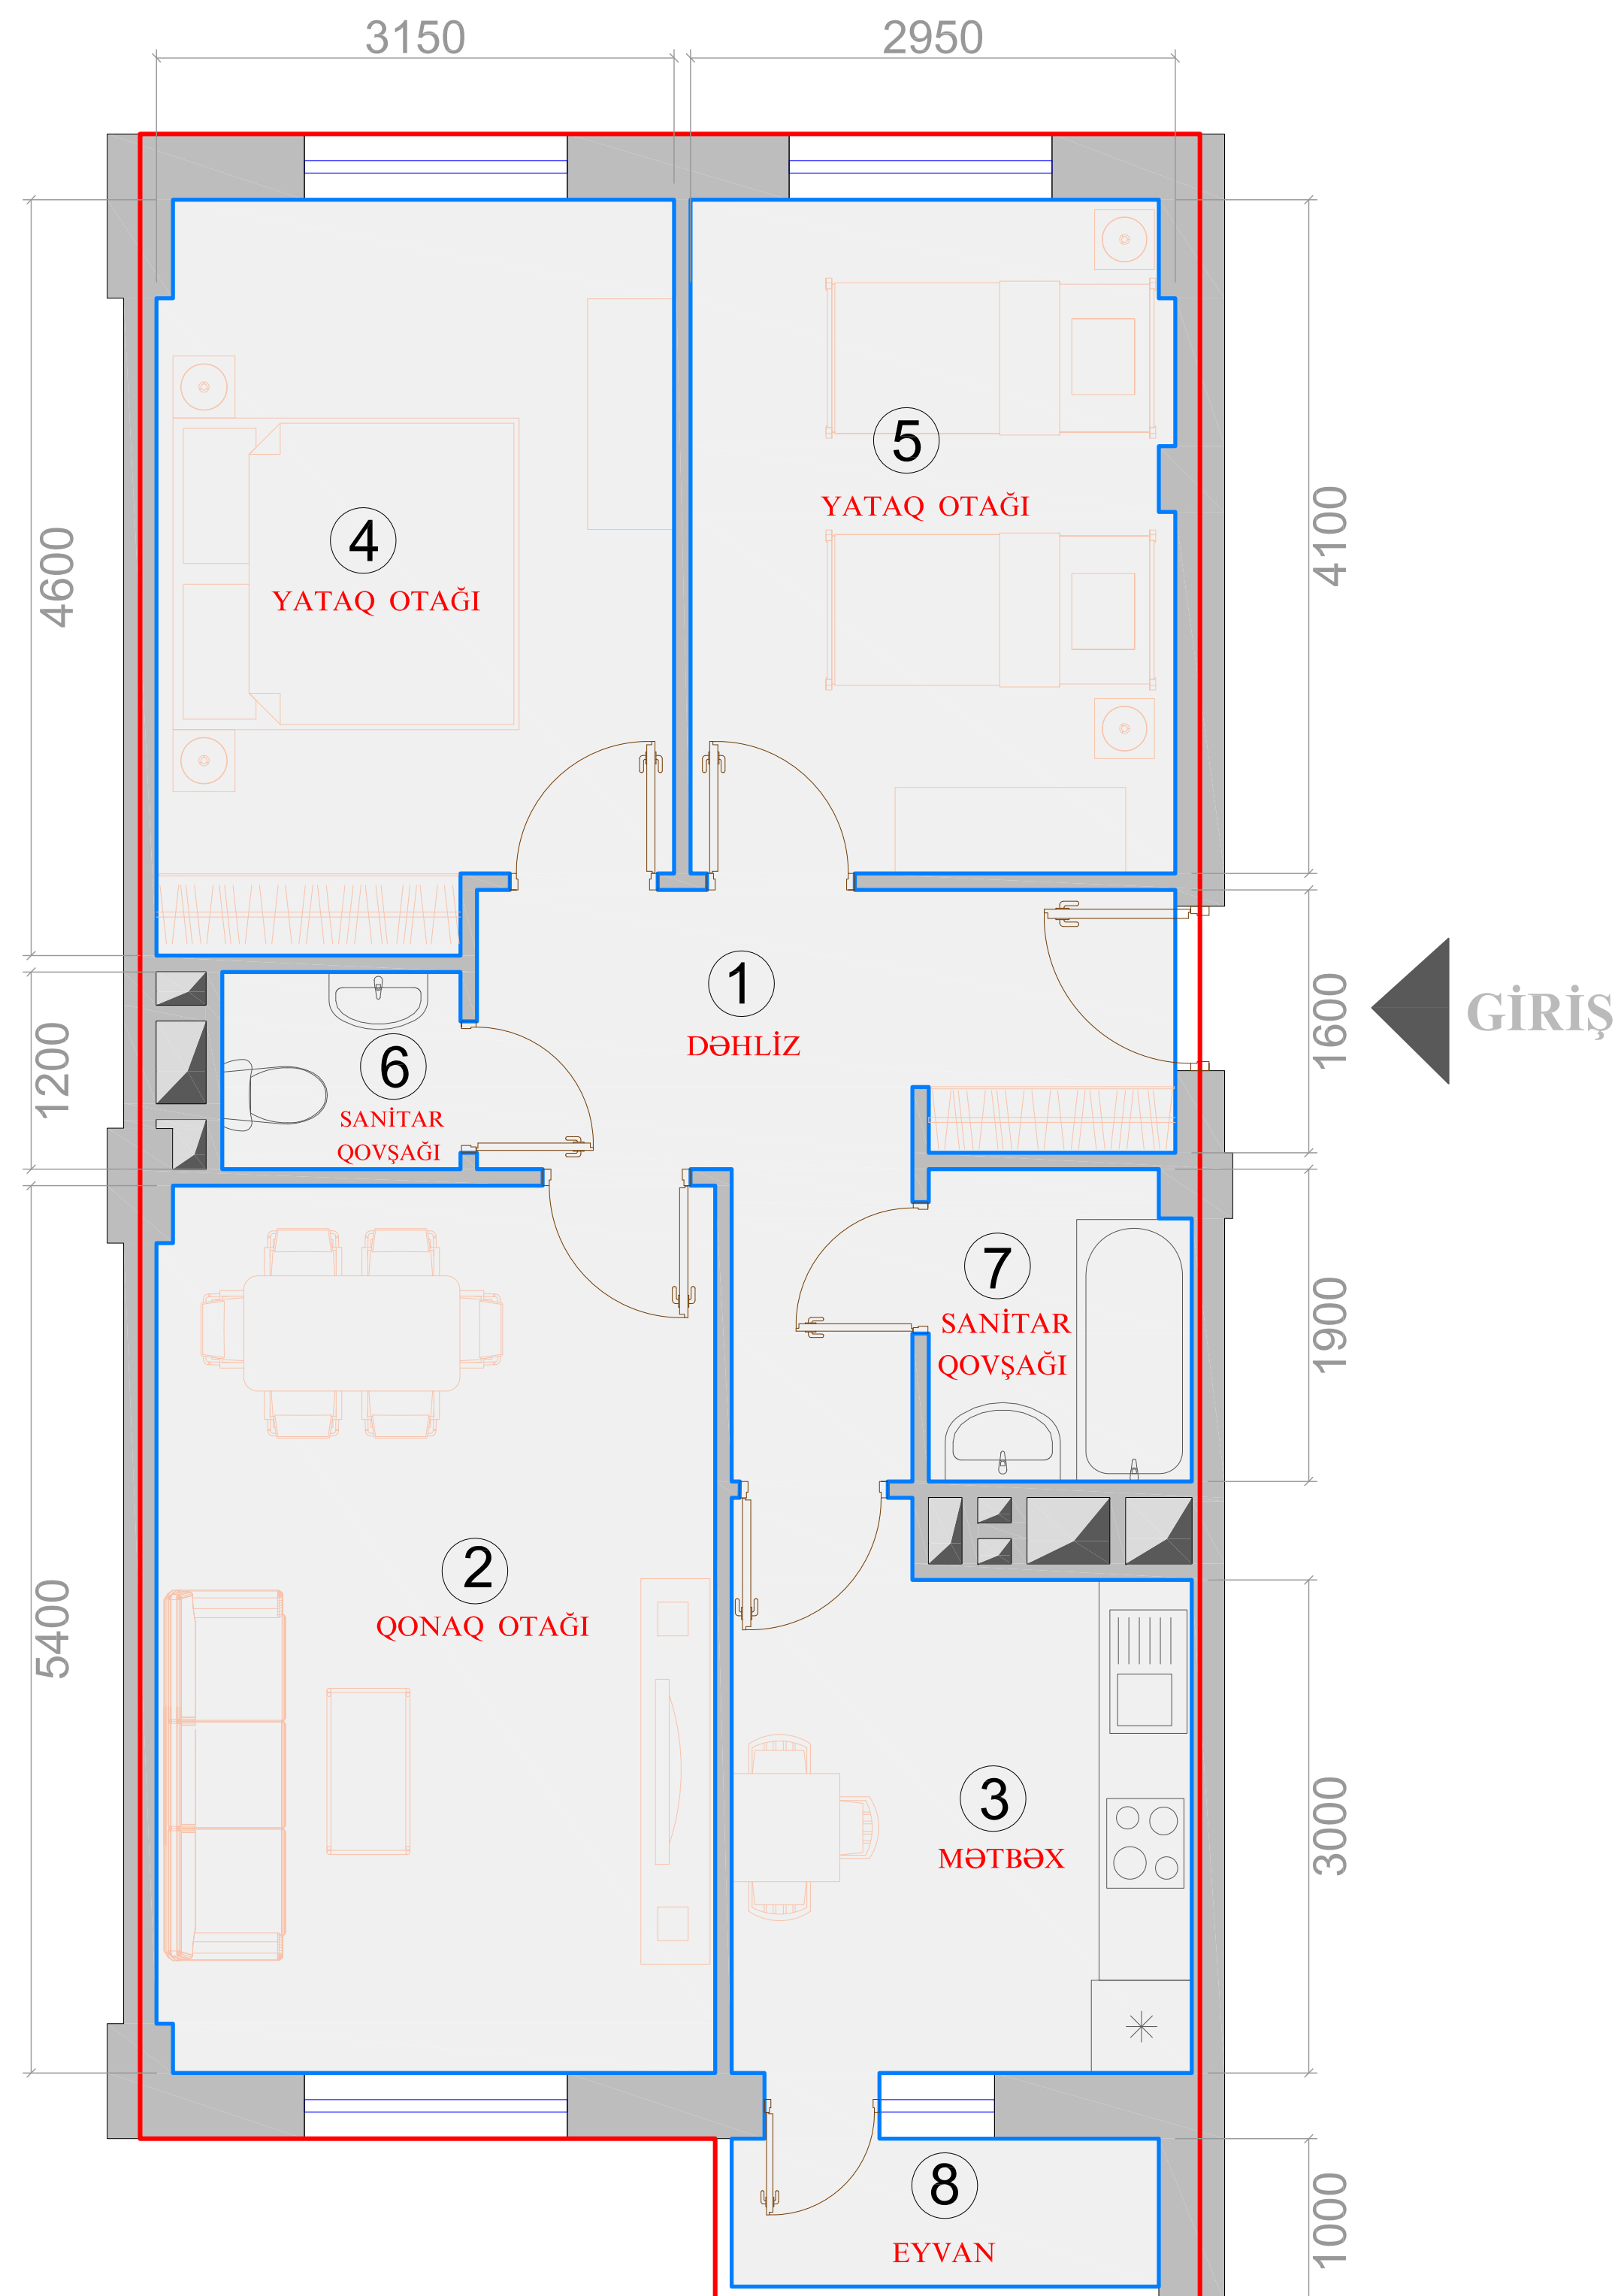 3150
2950
5
YATAQ OTAĞI
4
YATAQ OTAĞI
4600
4100
1
DƏHLİZ
1600
GİRİŞ
1200
6
SANİTAR
QOVŞAĞI
7
SANİTAR
QOVŞAĞI
1900
2
QONAQ OTAĞI
5400
3
MƏTBƏX
3000
8
EYVAN
1000